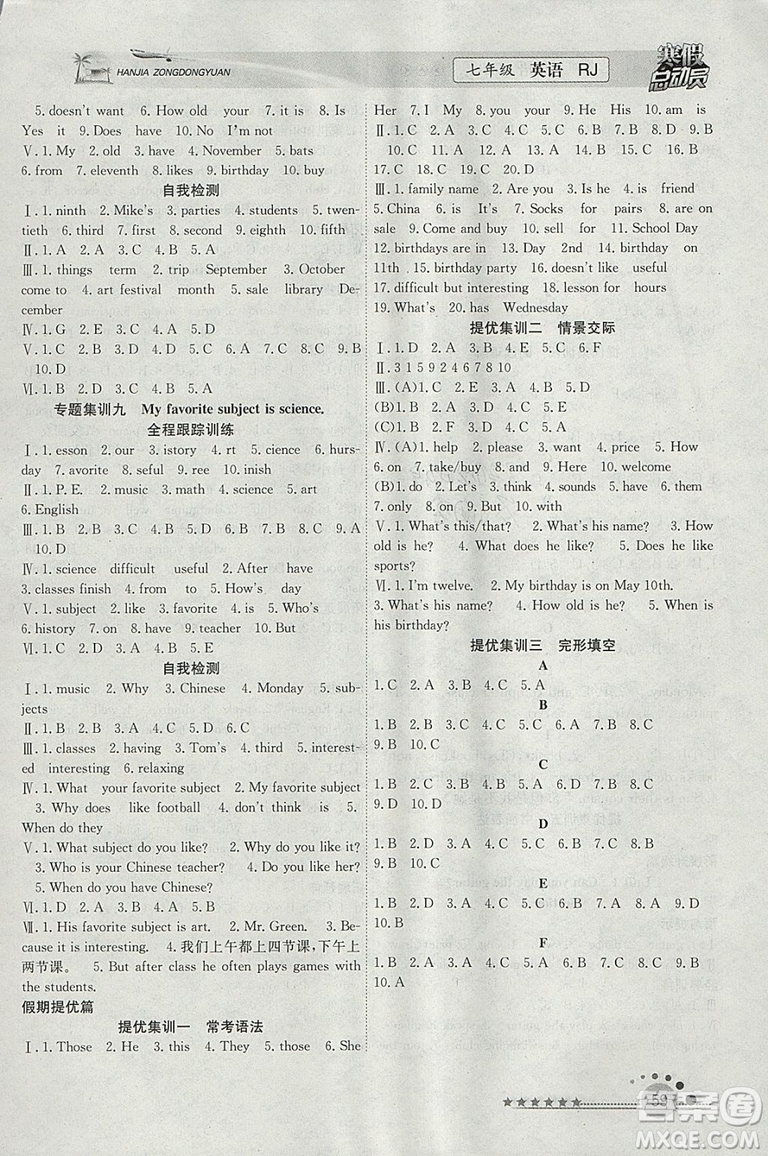 HANJIA ZONGDONGYUAN
七年级 英语 RJ
寒假
总动员
5. doesn't want 6. How old your 7. it is 8. Is
Yes it 9. Does have 10. No I'm not
Ⅴ. 1. My 2. old 3. have 4. November 5. bats
6. from 7. eleventh 8. likes 9. birthday 10. buy
自我检测
Ⅰ. 1. ninth 2. Mike's 3. parties 4. students 5. twen-
tieth 6. third 7. first 8. second 9. eighth 10. fifth
Ⅱ. 1. A 2. A 3. C 4. B 5. A
Ⅲ. 1. things term 2. trip September 3. October
come to 4. art festival month 5. sale library De-
cember
Ⅳ. 1. G 2. E 3. B 4. A 5. D
Ⅴ. 1. C 2. B 3. D 4. C 5. B 6. C 7. A 8. C 9. A
10. D
Ⅵ. 1. B 2. D 3. C 4. B 5. A
专题集训九 My favorite subject is science.
全程跟踪训练
Ⅰ. 1. esson 2. our 3. istory 4. rt 5. cience 6. hurs-
day 7. avorite 8. seful 9. ree 10. inish
Ⅱ. 1. P. E. 2. music 3. math 4. science 5. art
6. English
Ⅲ. 1. B 2. B 3. C 4. D 5. D 6. C 7. B 8. C 9. A
10. D
Ⅳ. 1. science difficult useful 2. After have
3. classes finish 4. from to 5. How's day
Ⅴ. 1. subject 2. like 3. favorite 4. is 5. Who's
6. history 7. on 8. have 9. teacher 10. But
Ⅵ. 1. C 2. A 3. D 4. B 5. E
自我检测
Ⅰ. 1. music 2. Why 3. Chinese 4. Monday 5. sub-
jects
Ⅱ. 1. B 2. B 3. D 4. C 5. D 6. C
Ⅲ. 1. classes 2. having 3. Tom's 4. third 5. interest-
ed interesting 6. relaxing
Ⅳ. 1. What your favorite subject 2. My favorite subject
3. Why does like football 4. don't think is 5.
When do they
Ⅴ. 1. What subject do you like? 2. Why do you like it?
3. Who is your Chinese teacher? 4. Do you like her?
5. When do you have Chinese?
Ⅵ. 1. D 2. A 3. C 4. B 5. D
Ⅶ. 1. His favorite subject is art. 2. Mr. Green. 3. Be-
cause it is interesting. 4. 我们上午都上四节课,下午上
两节课。 5. But after class he often plays games with
the students.
假期提优篇
提优集训一 常考语法
Ⅰ. 1. Those 2. He 3. this 4. They 5. these 6. She
Her 7. I My 8. your 9. He His 10. am is
Ⅱ. 1. C 2. A 3. C 4. A 5. D 6. B 7. A 8. D
9. C 10. A 11. C 12. A 13. B 14. C 15. B 16. B
17. C 18. C 19. C 20. D
Ⅲ. 1. family name 2. Are you 3. He is 4. is friend
5. China 6. is It's 7. Socks for pairs 8. are on
sale 9. Come and buy 10. sell for 11. School Day
12. birthdays are in 13. Day 2nd 14. birthday on
11th 15. birthday party 16. doesn't like useful
17. difficult but interesting 18. lesson for hours
19. What's 20. has Wednesday
提优集训二 情景交际
Ⅰ. 1. D 2. A 3. B 4. C 5. G 6. F
Ⅱ. 3 1 5 9 2 4 6 7 8 10
Ⅲ. (A)1. B 2. D 3. A 4. C 5. B
(B)1. C 2. B 3. A 4. A 5. D
(C)1. F 2. B 3. A 4. E 5. D
Ⅳ. (A)1. help 2. please 3. want 4. on 5. How
6. on 7. take/buy 8. How 9. Here 10. welcome
(B)1. do 2. Let's 3. think 4. sounds 5. have 6. for
7. only 8. on 9. But 10. with
Ⅴ. 1. What's this/that? 2. What's his name? 3. How
old is he? 4. What does he like? 5. Does he like
sports?
Ⅵ. 1. I'm twelve. 2. My birthday is on May 10th.
3. What's his name? 4. How old is he? 5. When is
his birthday?
提优集训三 完形填空
A
1. C 2. A 3. B 4. C 5. A
B
1. B 2. C 3. C 4. D 5. B 6. A 7. B 8. C
9. B 10. C
C
1. B 2. C 3. D 4. C 5. A 6. A 7. B 8. B
9. D 10. D
D
1. B 2. C 3. D 4. B 5. A 6. C 7. A 8. B
9. C 10. B
E
1. B 2. D 3. C 4. C 5. A 6. D 7. A 8. A 9. D
10. B
F
1. B 2. A 3. B 4. A 5. C 6. D 7. C 8. B 9. D
10. A
59
答案圈
MXQE.COM